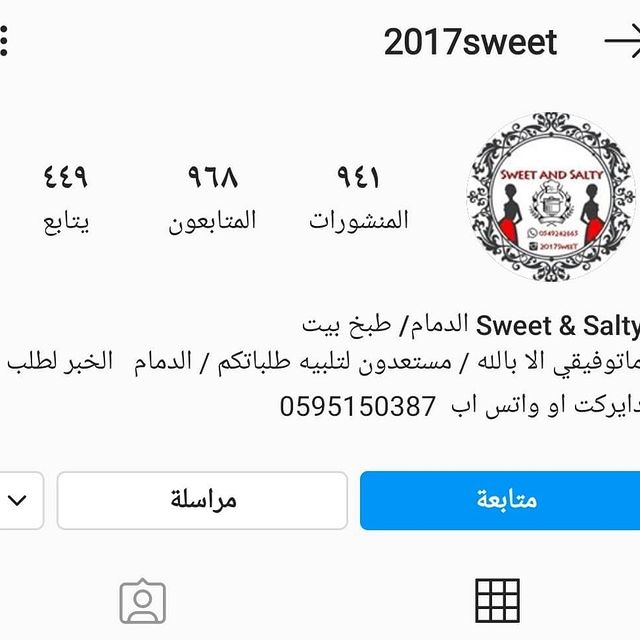 2017sweet
٩٤١
٩٦٨
٤٤٩
المنشورات
المتابعون
يتابع
SWEET AND SALTY
0549242665
2017SWEET
Sweet & Salty الدمام/ طبخ بيت
ماتوفيقي الا بالله / مستعدون لتلبيه طلباتكم / الدمام الخبر لطلب
دايركت او واتس اب 0595150387
متابعة
مراسلة